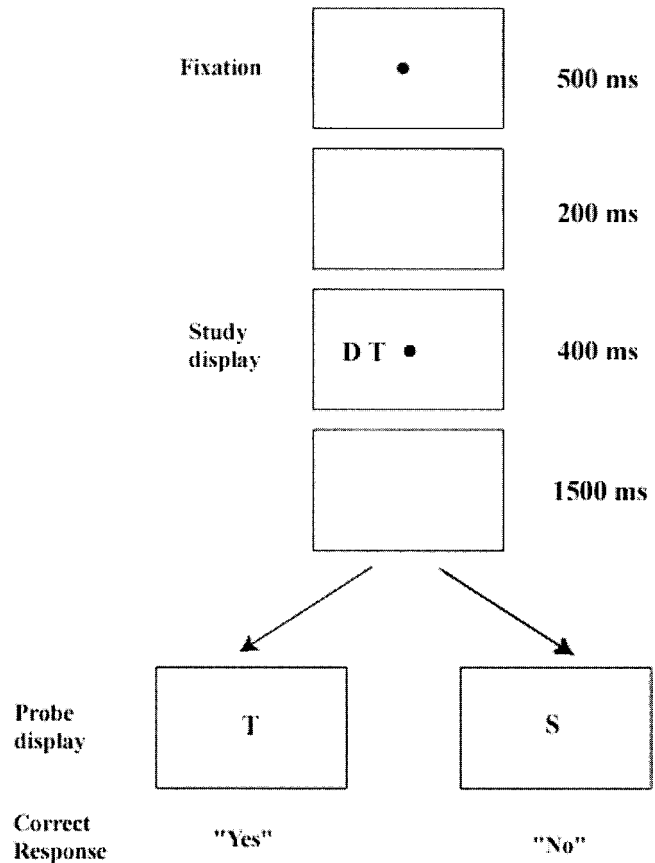 Fixation
500 ms
200 ms
Study
display
D T
400 ms
1500 ms
Probe
display
T
S
Correct
Response
"Yes"
"No"